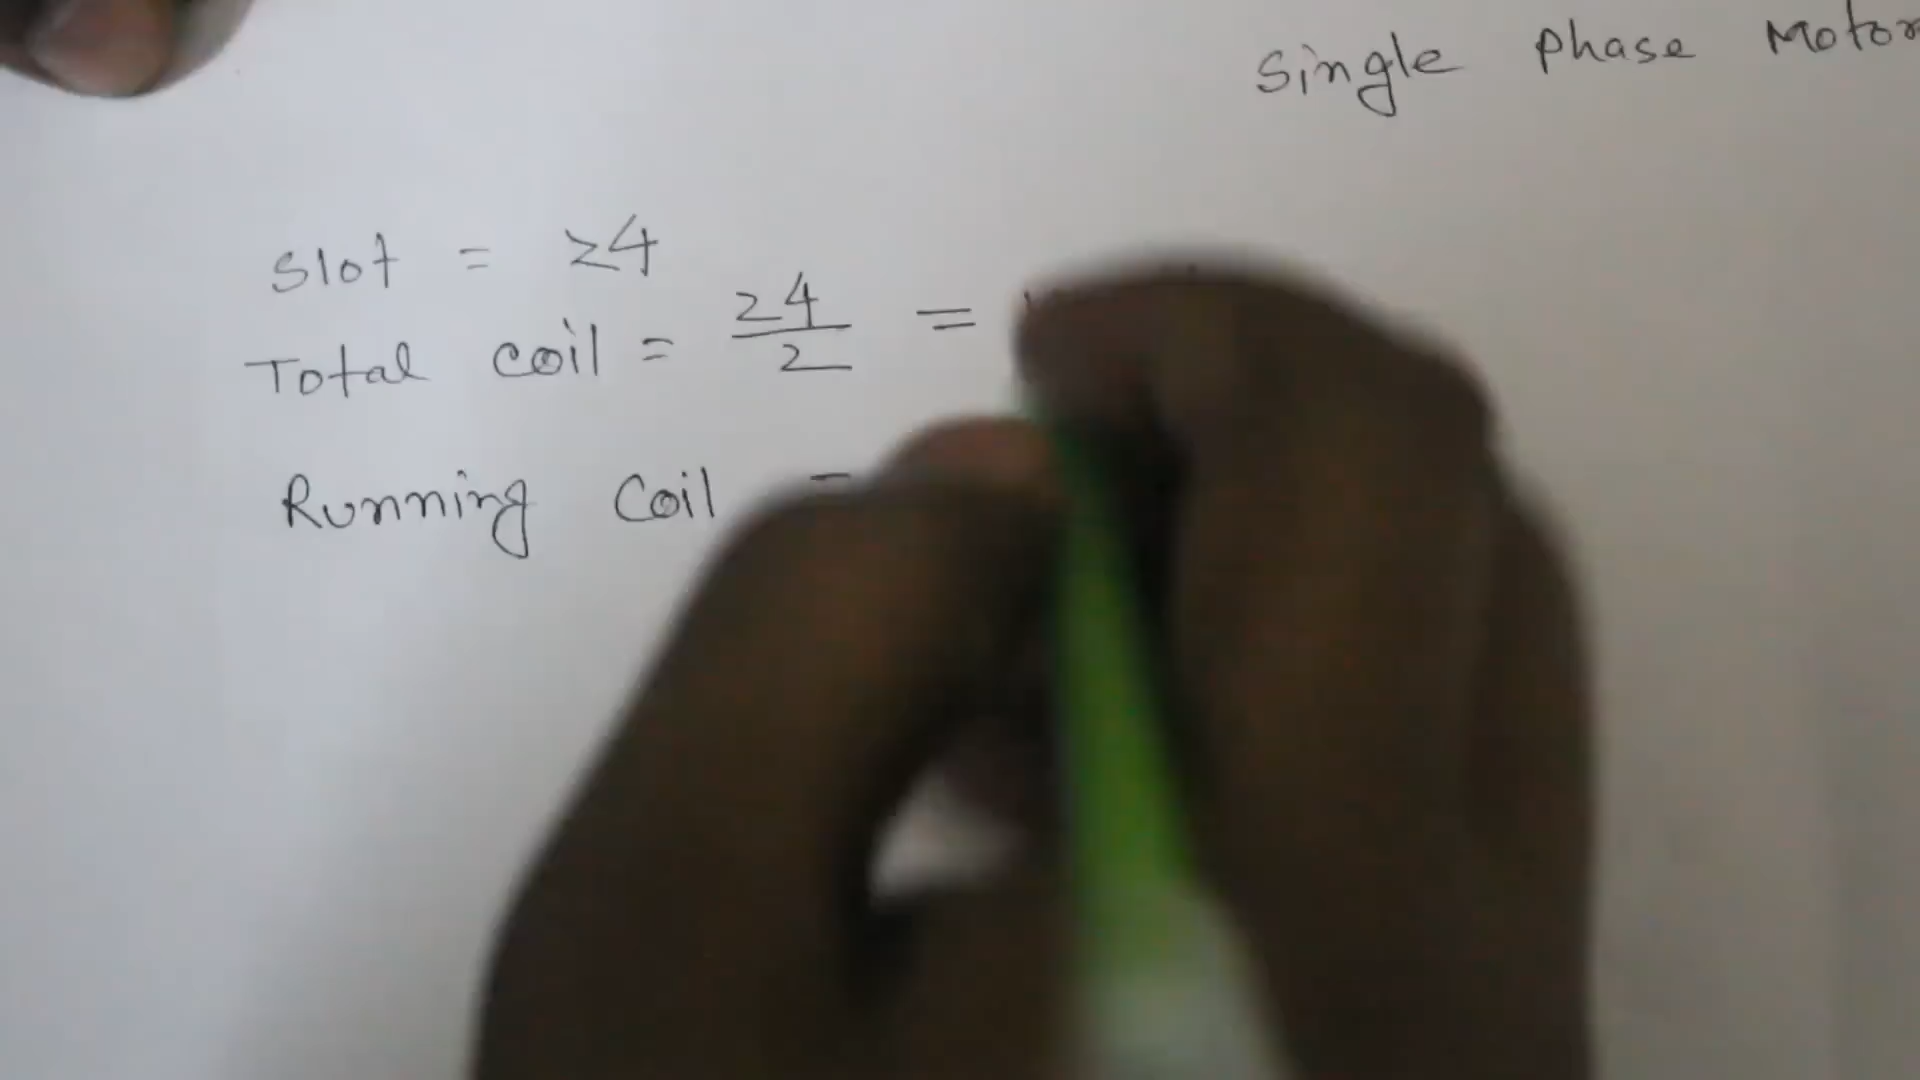 Single Phase Motor
Slot = 24
Total coil = 24/2 =
Running Coil =